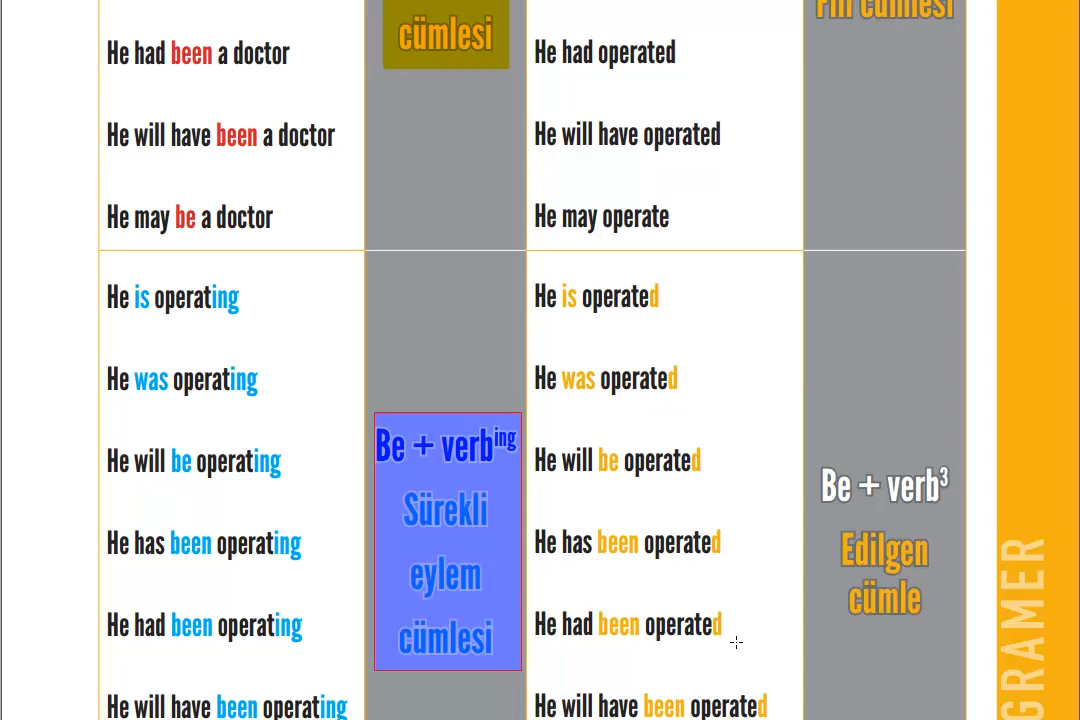 cümlesi
Fiil cümlesi
He had been a doctor
He had operated
He will have been a doctor
He will have operated
He may be a doctor
He may operate
He is operating
He is operated
He was operating
He was operated
Be + verbing
Sürekli
eylem
cümlesi
He will be operating
He will be operated
Be + verb3
Edilgen
cümle
He has been operating
He has been operated
He had been operating
He had been operated
He will have been operating
He will have been operated
GRAMER